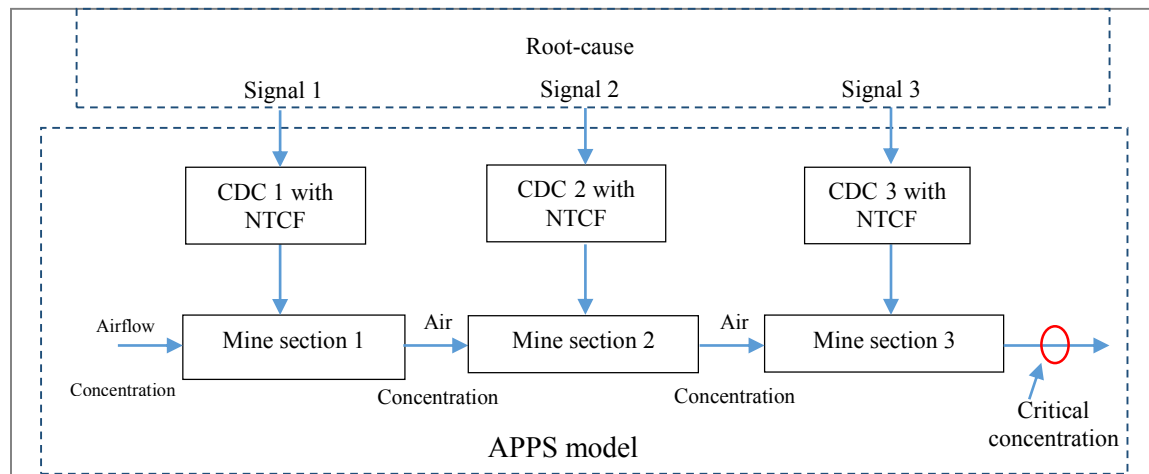 Root-cause
Signal 1
Signal 2
Signal 3
CDC 1 with
NTCF
CDC 2 with
NTCF
CDC 3 with
NTCF
Airflow
Mine section 1
Air
Mine section 2
Air
Mine section 3
Concentration
Concentration
Concentration
Critical
concentration
APPS model